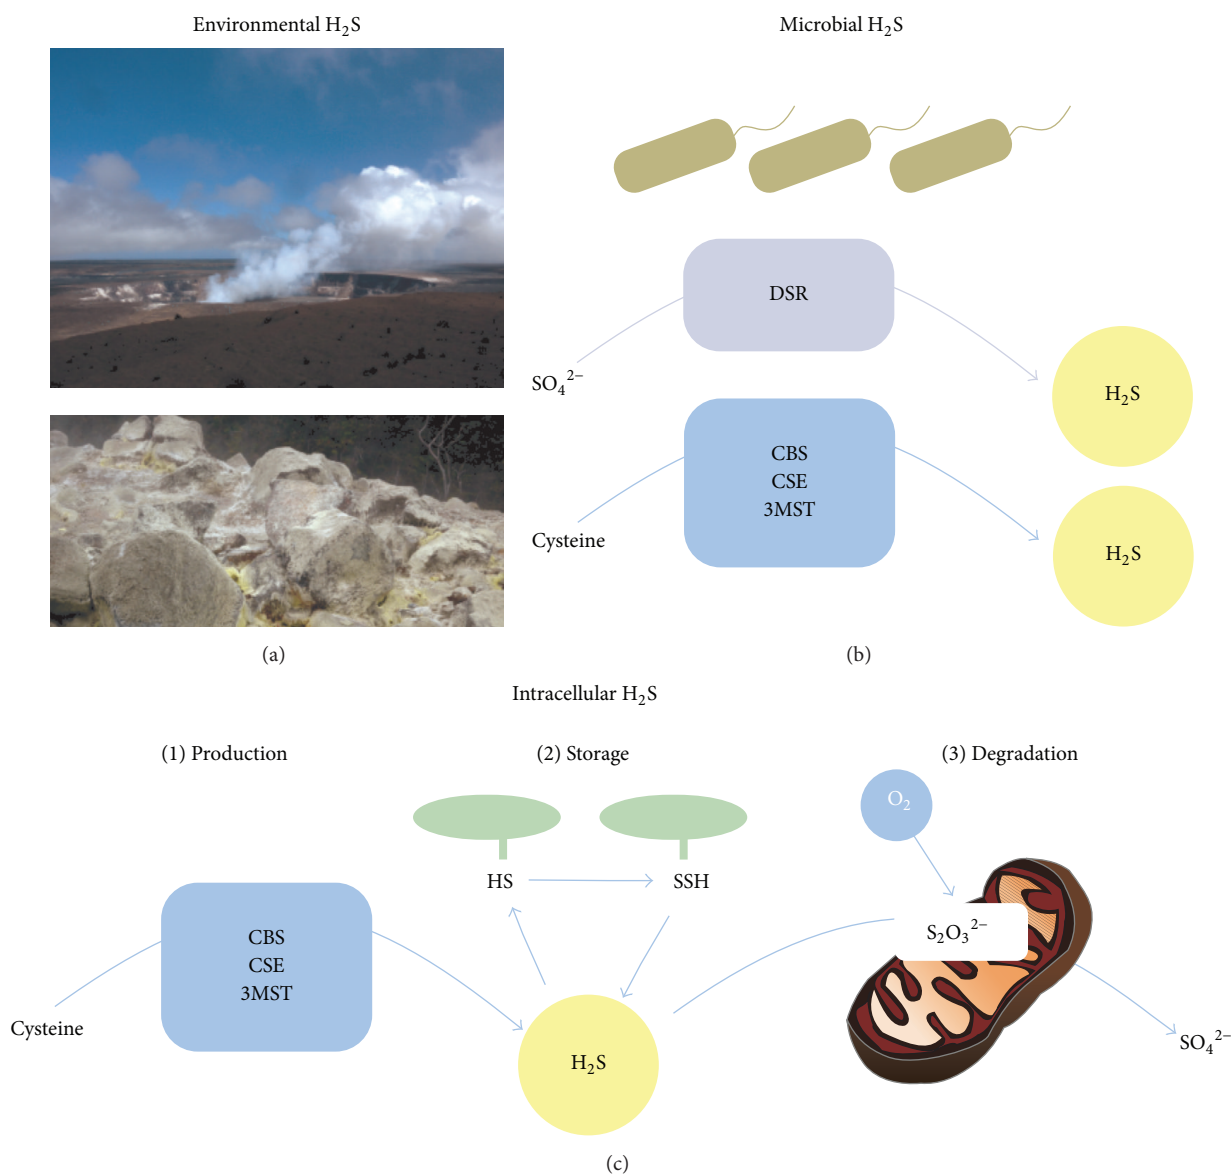 Environmental H₂S
Microbial H₂S
DSR
SO₄²⁻
H₂S
CBS
CSE
3MST
Cysteine
H₂S
(a)
(b)
Intracellular H₂S
(1) Production
(2) Storage
(3) Degradation
O₂
HS
SSH
S₂O₃²⁻
CBS
CSE
3MST
Cysteine
H₂S
SO₄²⁻
(c)